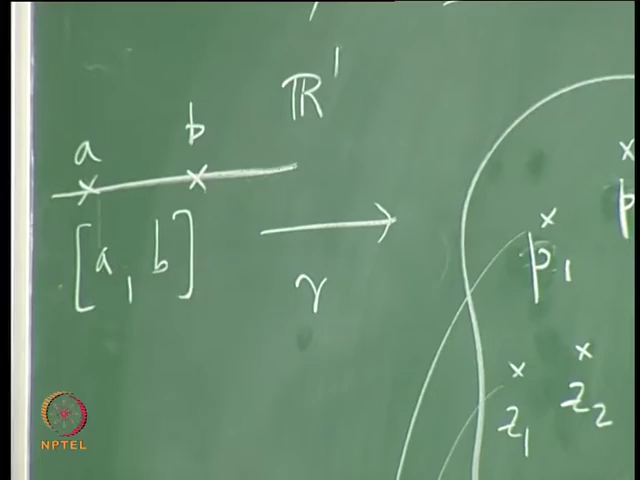 ℝ¹
a b
[a, b]
γ
× p
× p₁
× ×
z₁ z₂
NPTEL